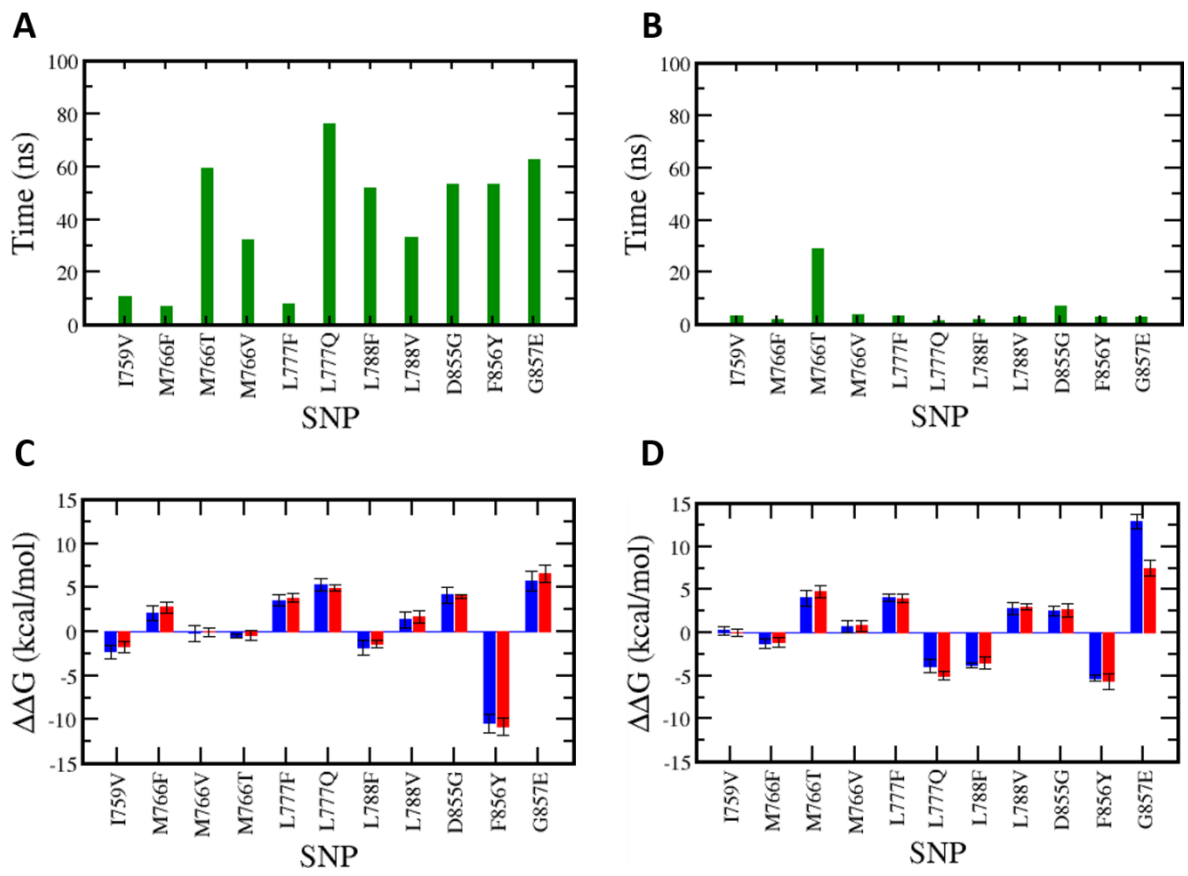 A
Time (ns)
100
80
60
40
20
0
I759V
M766F
M766T
M766V
L777F
L777Q
L788F
L788V
D855G
F856Y
G857E
SNP
B
Time (ns)
100
80
60
40
20
0
I759V
M766F
M766T
M766V
L777F
L777Q
L788F
L788V
D855G
F856Y
G857E
SNP
C
ΔΔG (kcal/mol)
15
10
5
0
-5
-10
-15
I759V
M766F
M766V
M766T
L777F
L777Q
L788F
L788V
D855G
F856Y
G857E
SNP
D
ΔΔG (kcal/mol)
15
10
5
0
-5
-10
-15
I759V
M766F
M766T
M766V
L777F
L777Q
L788F
L788V
D855G
F856Y
G857E
SNP